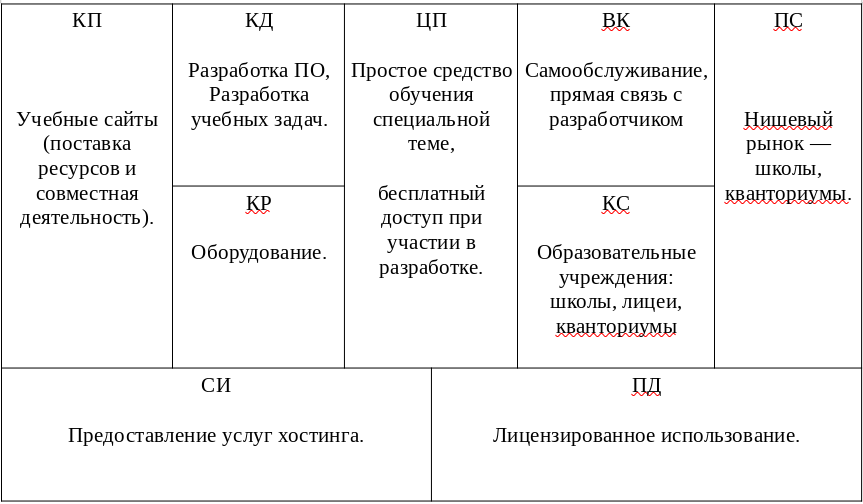 КП
Учебные сайты
(поставка
ресурсов и
совместная
деятельность).
КД
Разработка ПО,
Разработка
учебных задач.
КР
Оборудование.
ЦП
Простое средство
обучения
специальной
теме,
бесплатный
доступ при
участии в
разработке.
ВК
Самообслуживание,
прямая связь с
разработчиком
КС
Образовательные
учреждения:
школы, лицеи,
кванториумы
ПС
Нишевый
рынок —
школы,
кванториумы.
СИ
Предоставление услуг хостинга.
ПД
Лицензированное использование.